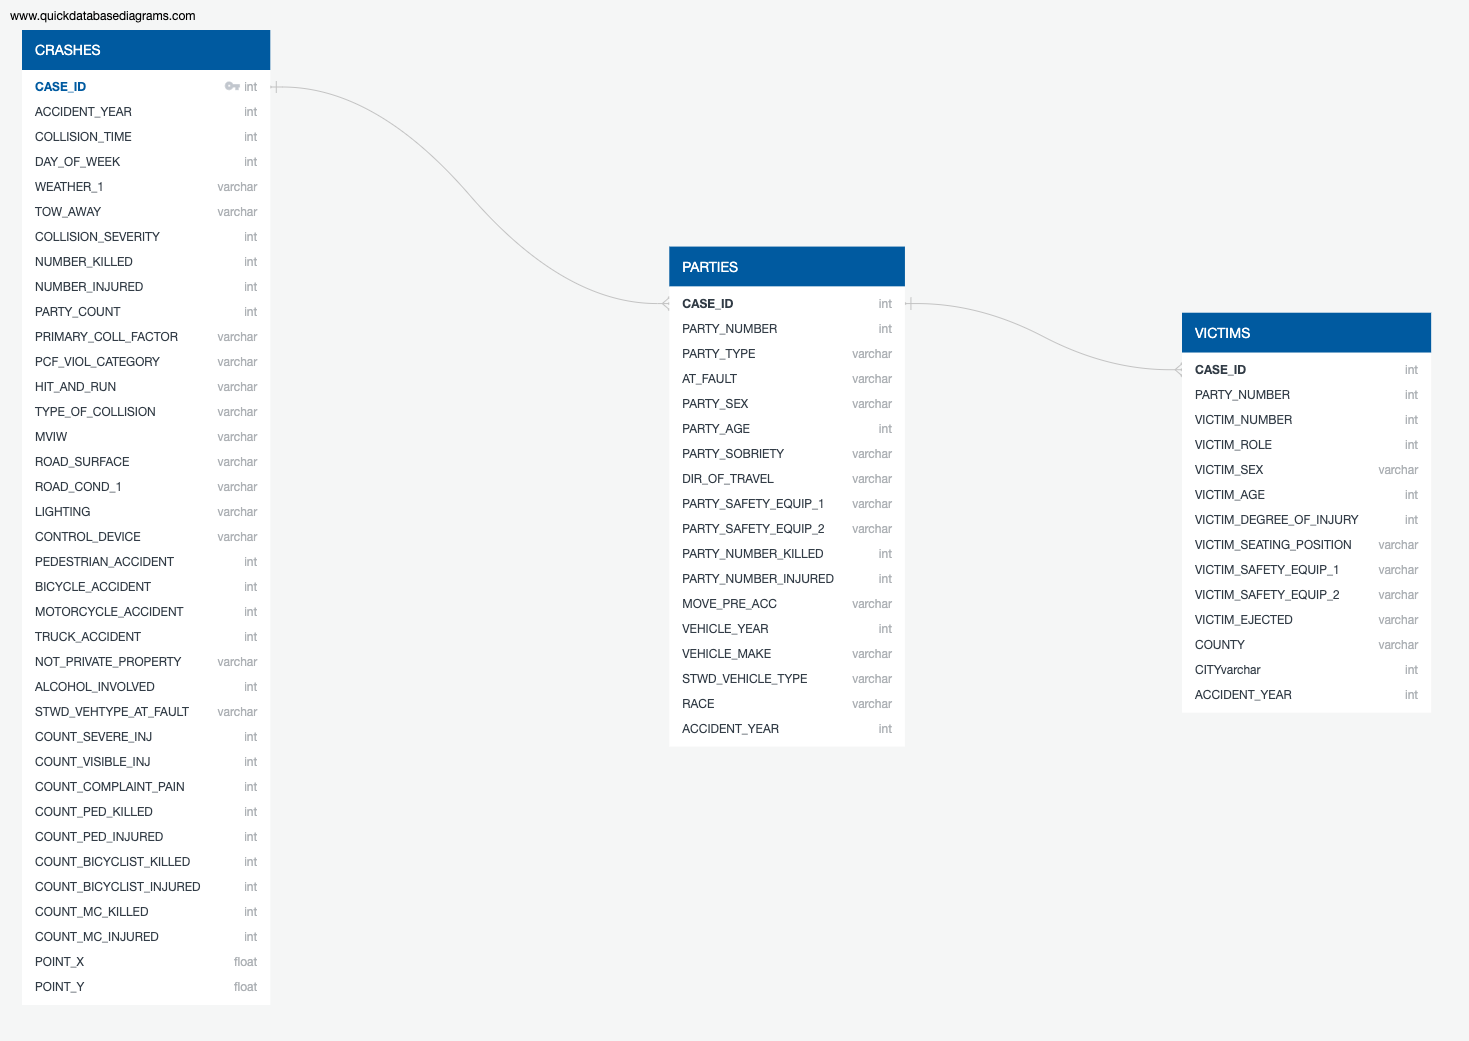 www.quickdatabasediagrams.com
CRASHES
CASE_ID int
ACCIDENT_YEAR int
COLLISION_TIME int
DAY_OF_WEEK int
WEATHER_1 varchar
TOW_AWAY varchar
COLLISION_SEVERITY int
NUMBER_KILLED int
NUMBER_INJURED int
PARTY_COUNT int
PRIMARY_COLL_FACTOR varchar
PCF_VIOL_CATEGORY varchar
HIT_AND_RUN varchar
TYPE_OF_COLLISION varchar
MVIW varchar
ROAD_SURFACE varchar
ROAD_COND_1 varchar
LIGHTING varchar
CONTROL_DEVICE varchar
PEDESTRIAN_ACCIDENT int
BICYCLE_ACCIDENT int
MOTORCYCLE_ACCIDENT int
TRUCK_ACCIDENT int
NOT_PRIVATE_PROPERTY varchar
ALCOHOL_INVOLVED int
STWD_VEHTYPE_AT_FAULT varchar
COUNT_SEVERE_INJ int
COUNT_VISIBLE_INJ int
COUNT_COMPLAINT_PAIN int
COUNT_PED_KILLED int
COUNT_PED_INJURED int
COUNT_BICYCLIST_KILLED int
COUNT_BICYCLIST_INJURED int
COUNT_MC_KILLED int
COUNT_MC_INJURED int
POINT_X float
POINT_Y float
PARTIES
CASE_ID int
PARTY_NUMBER int
PARTY_TYPE varchar
AT_FAULT varchar
PARTY_SEX varchar
PARTY_AGE int
PARTY_SOBRIETY varchar
DIR_OF_TRAVEL varchar
PARTY_SAFETY_EQUIP_1 varchar
PARTY_SAFETY_EQUIP_2 varchar
PARTY_NUMBER_KILLED int
PARTY_NUMBER_INJURED int
MOVE_PRE_ACC varchar
VEHICLE_YEAR int
VEHICLE_MAKE varchar
STWD_VEHICLE_TYPE varchar
RACE varchar
ACCIDENT_YEAR int
VICTIMS
CASE_ID int
PARTY_NUMBER int
VICTIM_NUMBER int
VICTIM_ROLE int
VICTIM_SEX varchar
VICTIM_AGE int
VICTIM_DEGREE_OF_INJURY int
VICTIM_SEATING_POSITION varchar
VICTIM_SAFETY_EQUIP_1 varchar
VICTIM_SAFETY_EQUIP_2 varchar
VICTIM_EJECTED varchar
COUNTY varchar
CITYvarchar int
ACCIDENT_YEAR int